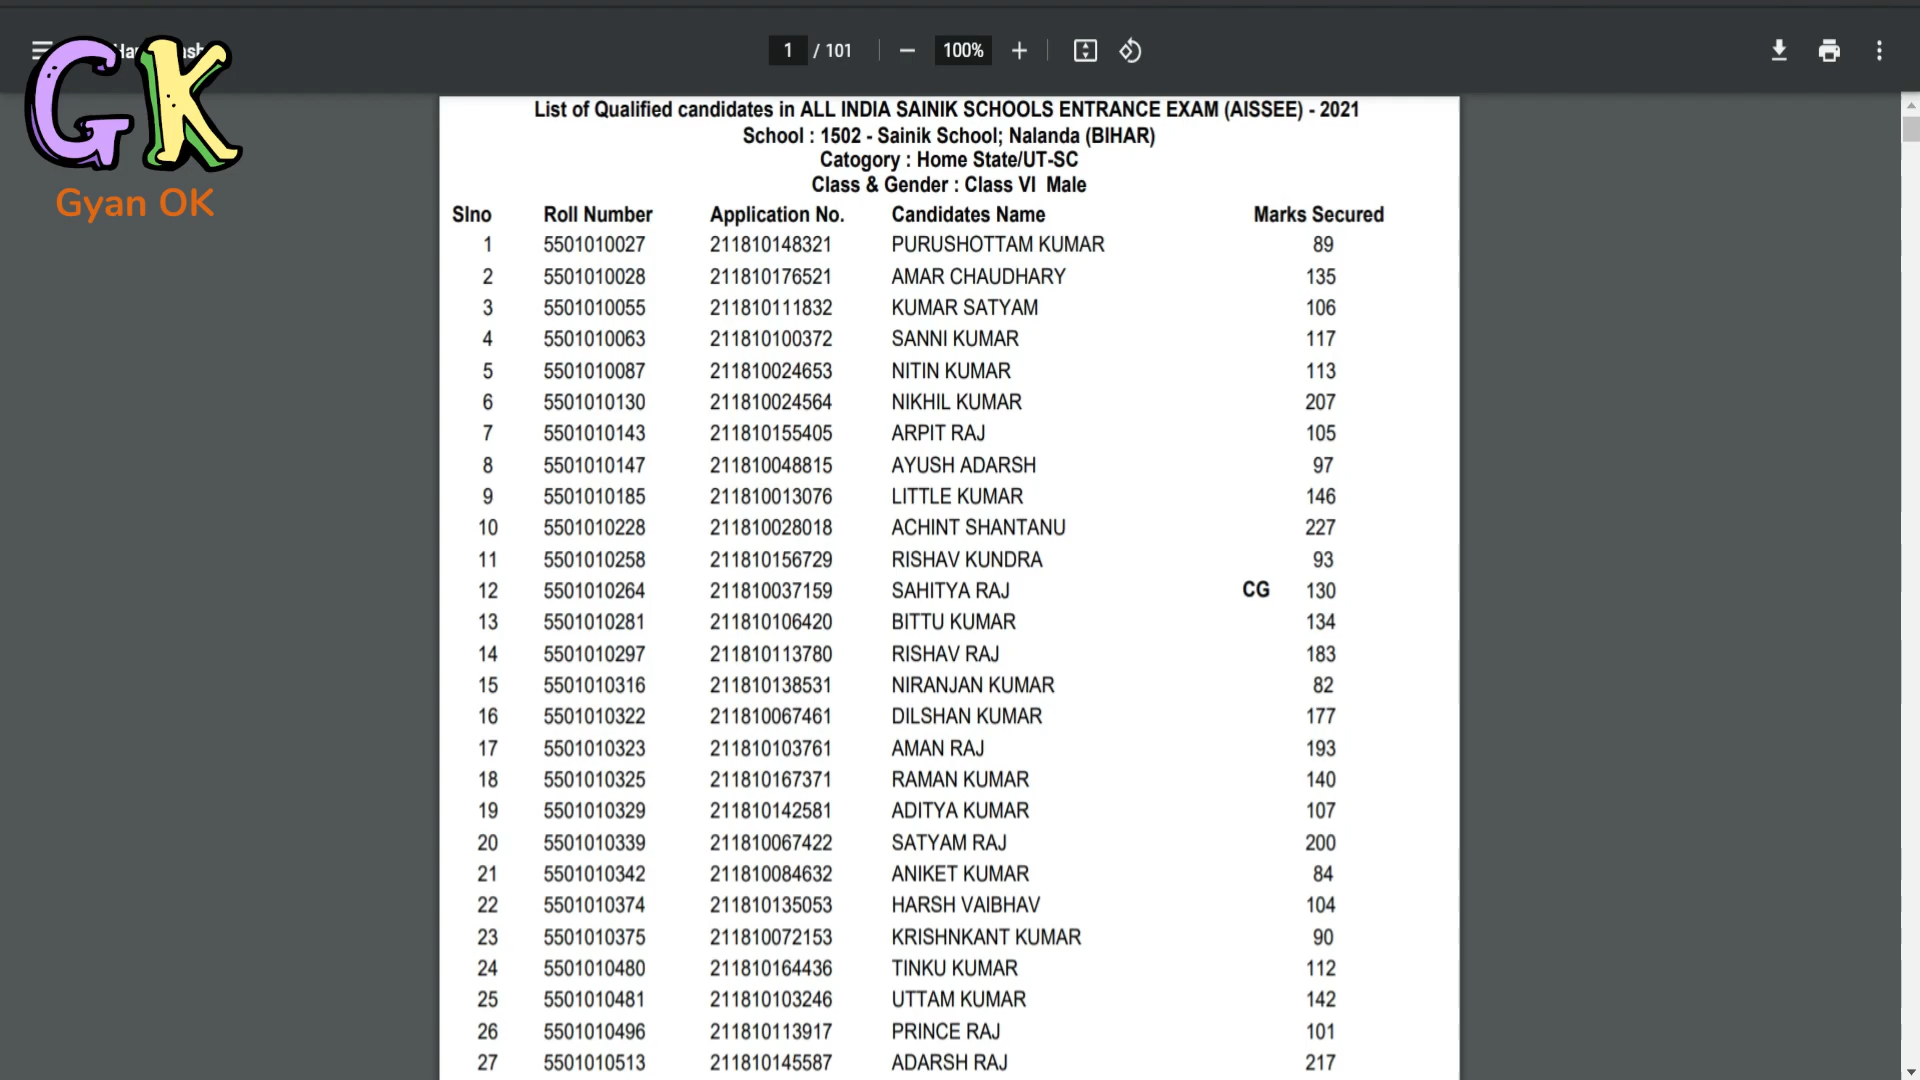 1 / 101 100%
GK
Gyan OK
List of Qualified candidates in ALL INDIA SAINIK SCHOOLS ENTRANCE EXAM (AISSEE) - 2021
School : 1502 - Sainik School; Nalanda (BIHAR)
Catogory : Home State/UT-SC
Class & Gender : Class VI Male
Slno Roll Number Application No. Candidates Name Marks Secured
1 5501010027 211810148321 PURUSHOTTAM KUMAR 89
2 5501010028 211810176521 AMAR CHAUDHARY 135
3 5501010055 211810111832 KUMAR SATYAM 106
4 5501010063 211810100372 SANNI KUMAR 117
5 5501010087 211810024653 NITIN KUMAR 113
6 5501010130 211810024564 NIKHIL KUMAR 207
7 5501010143 211810155405 ARPIT RAJ 105
8 5501010147 211810048815 AYUSH ADARSH 97
9 5501010185 211810013076 LITTLE KUMAR 146
10 5501010228 211810028018 ACHINT SHANTANU 227
11 5501010258 211810156729 RISHAV KUNDRA 93
12 5501010264 211810037159 SAHITYA RAJ CG 130
13 5501010281 211810106420 BITTU KUMAR 134
14 5501010297 211810113780 RISHAV RAJ 183
15 5501010316 211810138531 NIRANJAN KUMAR 82
16 5501010322 211810067461 DILSHAN KUMAR 177
17 5501010323 211810103761 AMAN RAJ 193
18 5501010325 211810167371 RAMAN KUMAR 140
19 5501010329 211810142581 ADITYA KUMAR 107
20 5501010339 211810067422 SATYAM RAJ 200
21 5501010342 211810084632 ANIKET KUMAR 84
22 5501010374 211810135053 HARSH VAIBHAV 104
23 5501010375 211810072153 KRISHNKANT KUMAR 90
24 5501010480 211810164436 TINKU KUMAR 112
25 5501010481 211810103246 UTTAM KUMAR 142
26 5501010496 211810113917 PRINCE RAJ 101
27 5501010513 211810145587 ADARSH RAJ 217